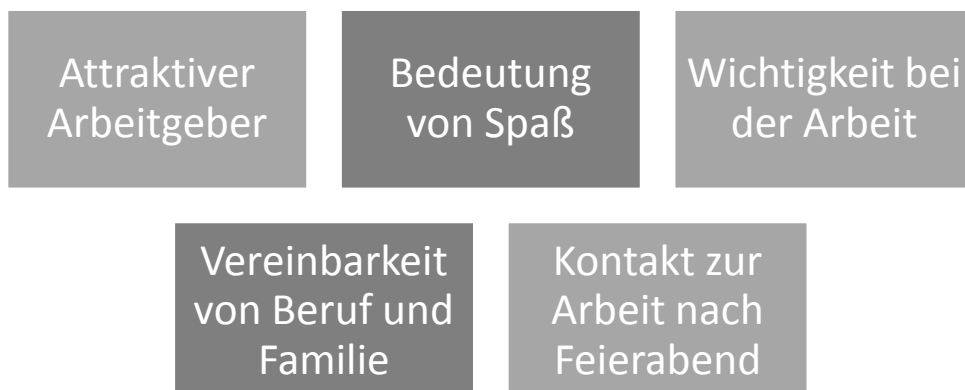 Attraktiver
Arbeitgeber
Bedeutung
von Spaß
Wichtigkeit bei
der Arbeit
Vereinbarkeit
von Beruf und
Familie
Kontakt zur
Arbeit nach
Feierabend